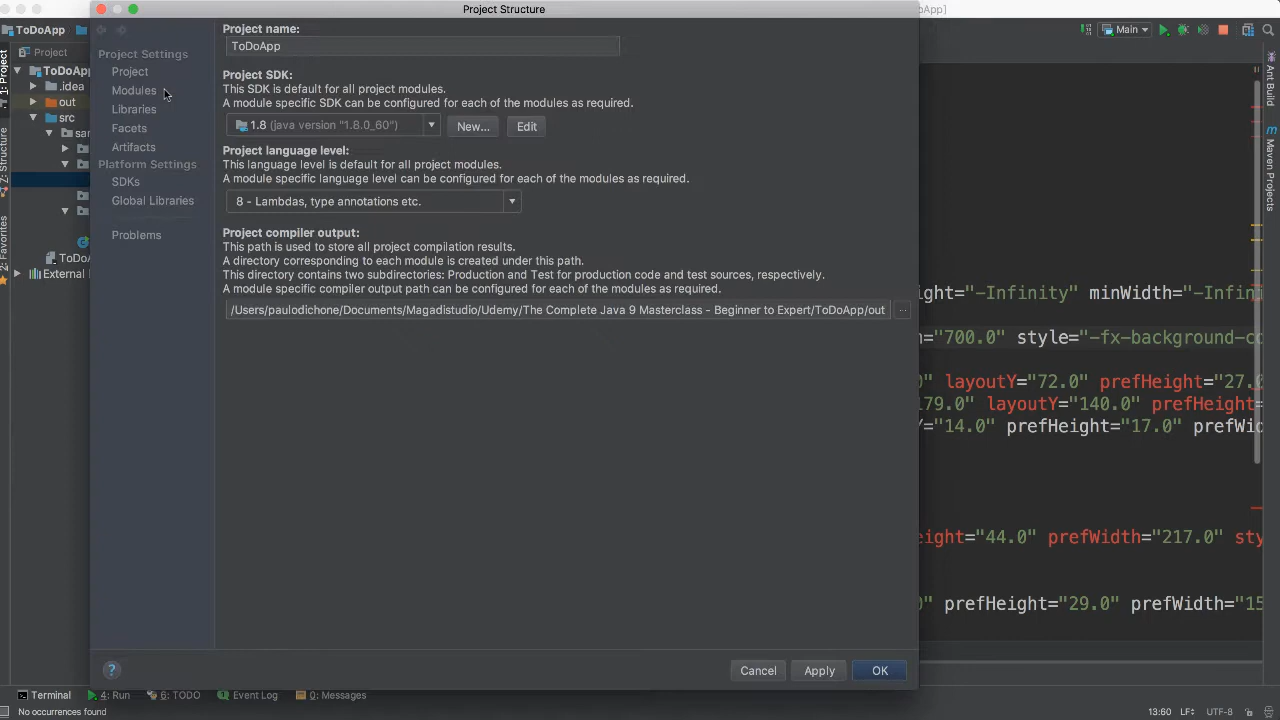 Project Structure
]
ToDoApp
Main
Project
ToDoApp
.idea
out
src
ToDo
External
1: Project
7: Structure
2: Favorites
Project Settings
Project
Modules
Libraries
Facets
Artifacts
Platform Settings
SDKs
Global Libraries
Problems
Project name:
ToDoApp
Project SDK:
This SDK is default for all project modules.
A module specific SDK can be configured for each of the modules as required.
1.8 (java version "1.8.0_60")
New...
Edit
Project language level:
This language level is default for all project modules.
A module specific language level can be configured for each of the modules as required.
8 - Lambdas, type annotations etc.
Project compiler output:
This path is used to store all project compilation results.
A directory corresponding to each module is created under this path.
This directory contains two subdirectories: Production and Test for production code and test sources, respectively.
A module specific compiler output path can be configured for each of the modules as required.
/Users/paulodichone/Documents/Magadistudio/Udemy/The Complete Java 9 Masterclass - Beginner to Expert/ToDoApp/out
...
?
Cancel
Apply
OK
ight="-Infinity" minWidth="-Infin
="700.0" style="-fx-background-co
0" layoutY="72.0" prefHeight="27.0
179.0" layoutY="140.0" prefHeight=
Y="14.0" prefHeight="17.0" prefWid
eight="44.0" prefWidth="217.0" sty
0" prefHeight="29.0" prefWidth="15
Ant Build
Maven Projects
Terminal
4: Run
6: TODO
Event Log
0: Messages
No occurrences found
13:60
LF
UTF-8